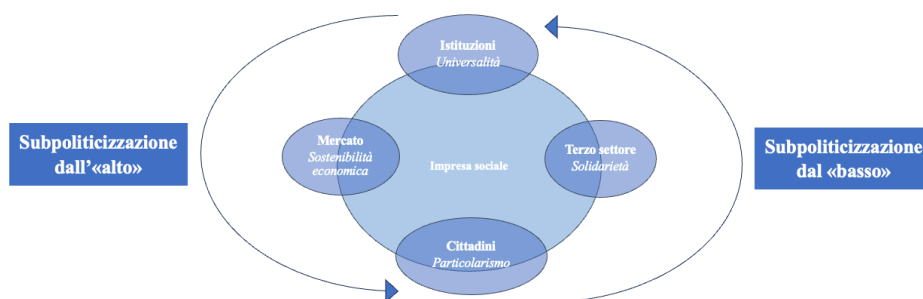 Istituzioni
Universalità
Subpoliticizzazione
dall'«alto»
Mercato
Sostenibilità
economica
Impresa sociale
Terzo settore
Solidarietà
Subpoliticizzazione
dal «basso»
Cittadini
Particolarismo